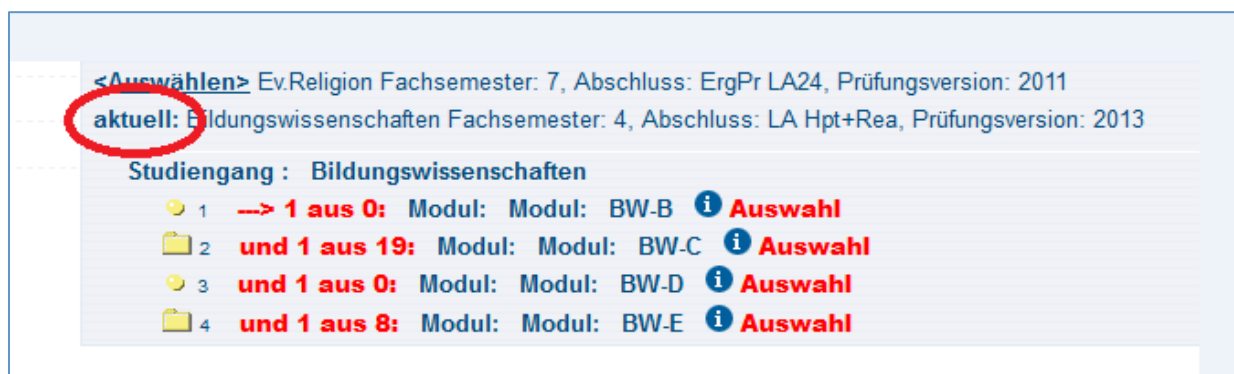 <Auswählen> Ev.Religion Fachsemester: 7, Abschluss: ErgPr LA24, Prüfungsversion: 2011
aktuell: Bildungswissenschaften Fachsemester: 4, Abschluss: LA Hpt+Rea, Prüfungsversion: 2013
Studiengang : Bildungswissenschaften
1 ---> 1 aus 0: Modul: Modul: BW-B i Auswahl
2 und 1 aus 19: Modul: Modul: BW-C i Auswahl
3 und 1 aus 0: Modul: Modul: BW-D i Auswahl
4 und 1 aus 8: Modul: Modul: BW-E i Auswahl